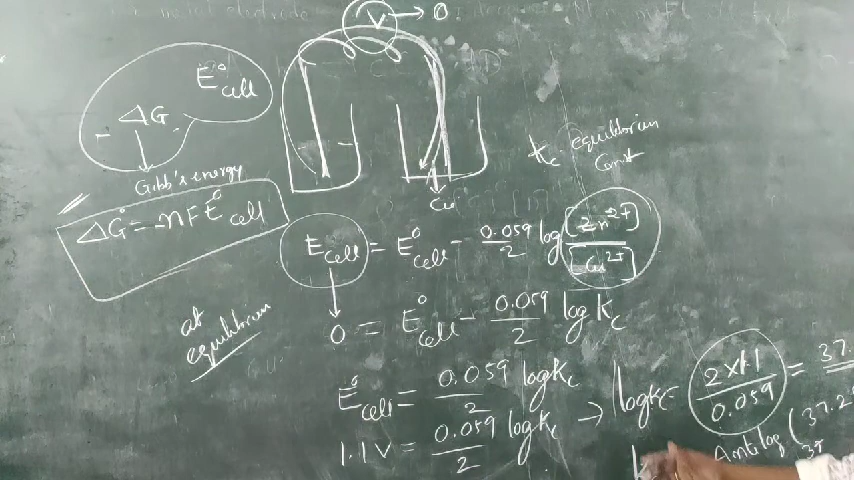 V → 0
E°cell
- ΔG
Gibb's energy
ΔG° = -nFE°cell
Cu
Kc equilibrium
const
Ecell = E°cell - 0.059/2 log [Zn2+]/[Cu2+]
at
equilibrium
0 = E°cell - 0.059/2 log Kc
E°cell = 0.059/2 log Kc
1.1 V = 0.059/2 log Kc → log Kc = 2×1.1/0.059 = 37.
Antilog (37.2